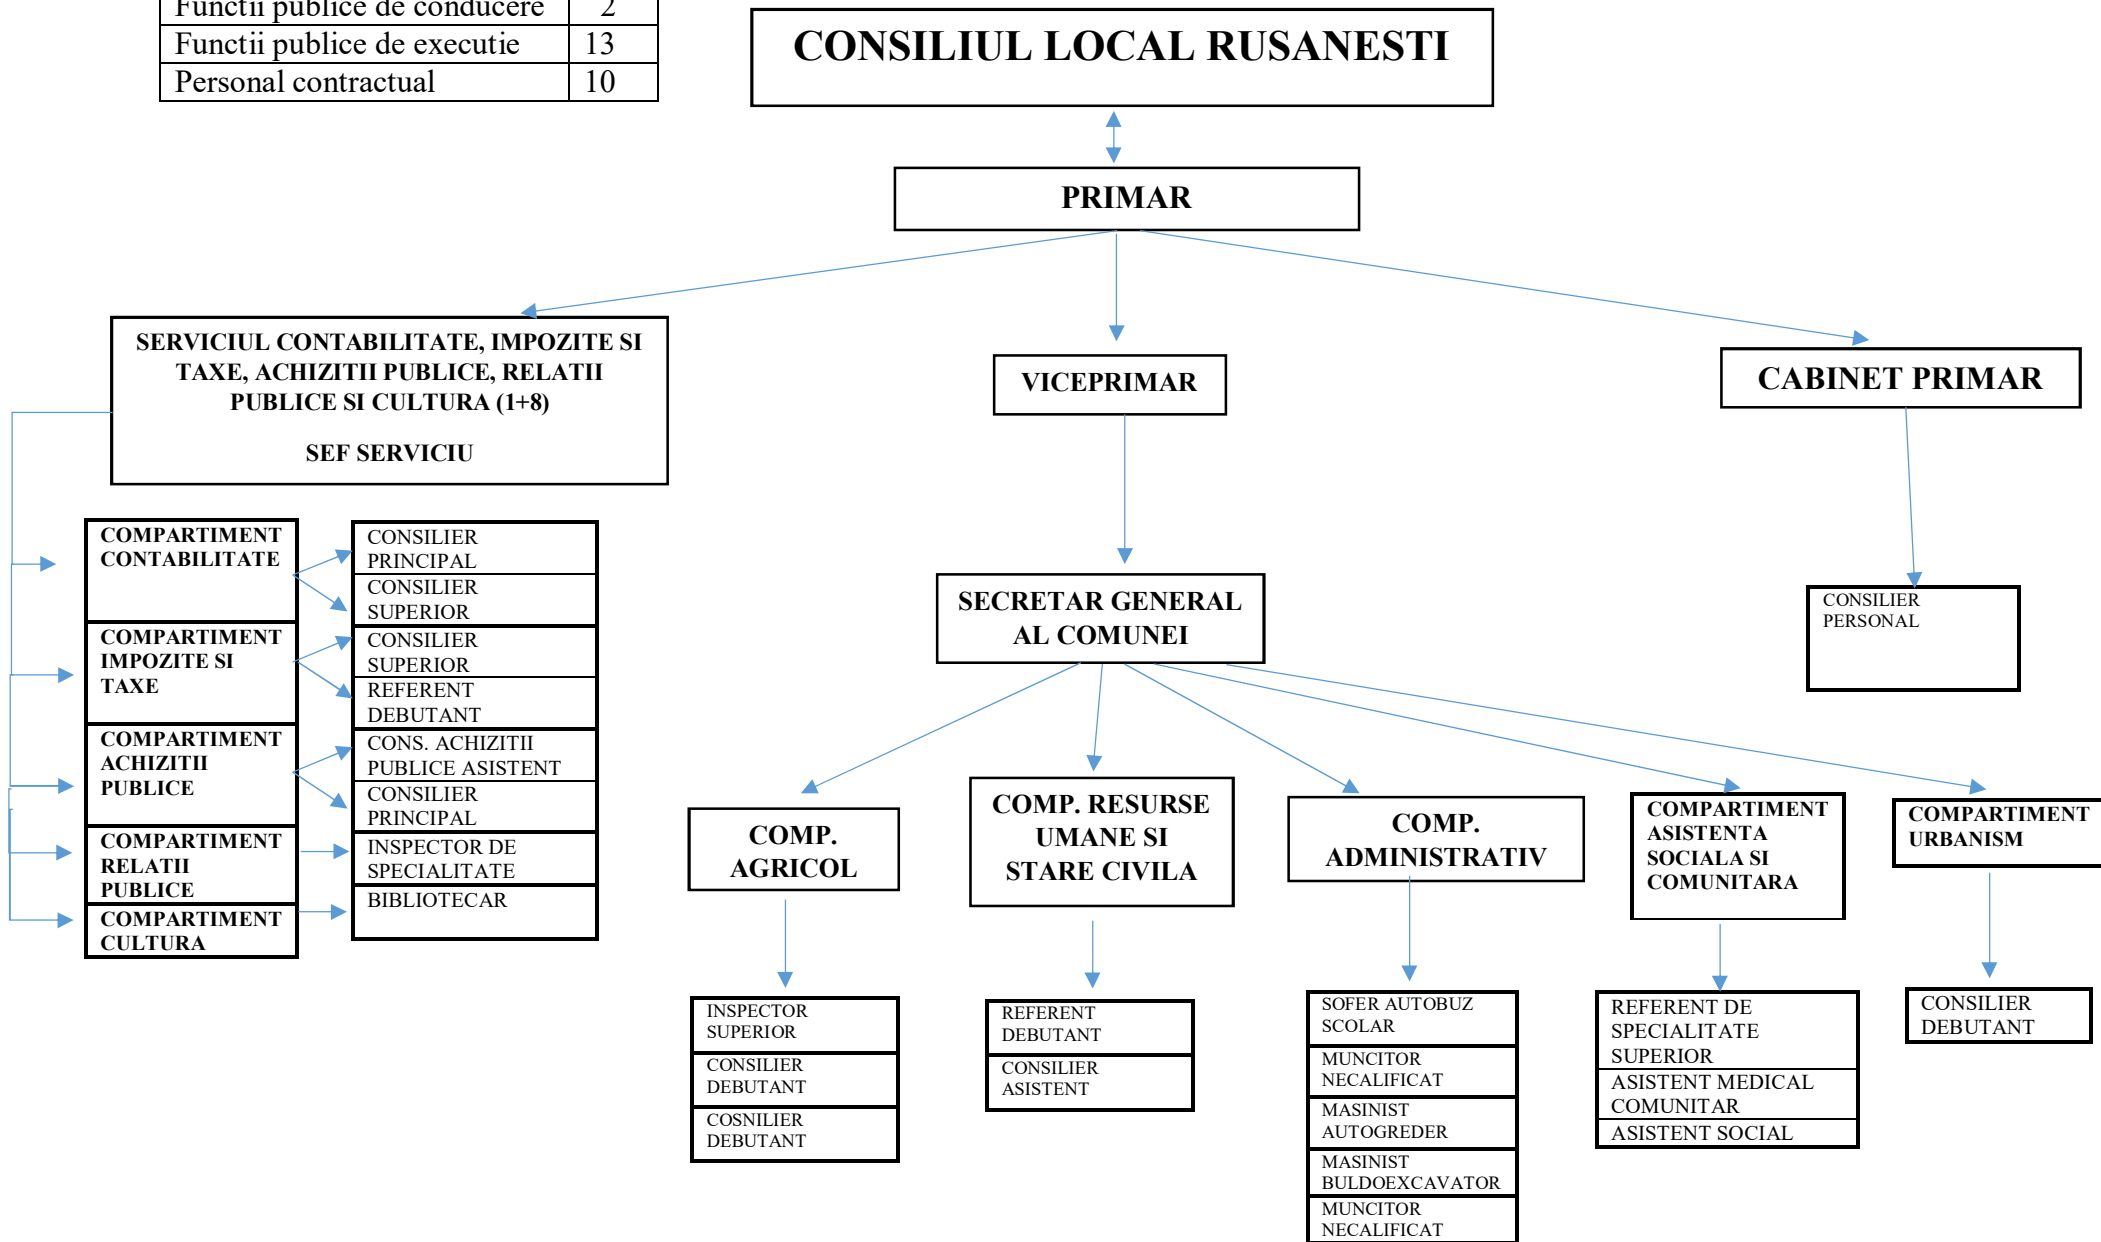 Functii publice de conducere 2
Functii publice de executie 13
Personal contractual 10
CONSILIUL LOCAL RUSANESTI
PRIMAR
SERVICIUL CONTABILITATE, IMPOZITE SI
TAXE, ACHIZITII PUBLICE, RELATII
PUBLICE SI CULTURA (1+8)
SEF SERVICIU
VICEPRIMAR
CABINET PRIMAR
COMPARTIMENT
CONTABILITATE
CONSILIER
PRINCIPAL
CONSILIER
SUPERIOR
COMPARTIMENT
IMPOZITE SI
TAXE
CONSILIER
SUPERIOR
REFERENT
DEBUTANT
COMPARTIMENT
ACHIZITII
PUBLICE
CONS. ACHIZITII
PUBLICE ASISTENT
CONSILIER
PRINCIPAL
COMPARTIMENT
RELATII
PUBLICE
INSPECTOR DE
SPECIALITATE
COMPARTIMENT
CULTURA
BIBLIOTECAR
SECRETAR GENERAL
AL COMUNEI
CONSILIER
PERSONAL
COMP.
AGRICOL
COMP. RESURSE
UMANE SI
STARE CIVILA
COMP.
ADMINISTRATIV
COMPARTIMENT
ASISTENTA
SOCIALA SI
COMUNITARA
COMPARTIMENT
URBANISM
INSPECTOR
SUPERIOR
CONSILIER
DEBUTANT
COSNILIER
DEBUTANT
REFERENT
DEBUTANT
CONSILIER
ASISTENT
SOFER AUTOBUZ
SCOLAR
MUNCITOR
NECALIFICAT
MASINIST
AUTOGREDER
MASINIST
BULDOEXCAVATOR
MUNCITOR
NECALIFICAT
REFERENT DE
SPECIALITATE
SUPERIOR
ASISTENT MEDICAL
COMUNITAR
ASISTENT SOCIAL
CONSILIER
DEBUTANT